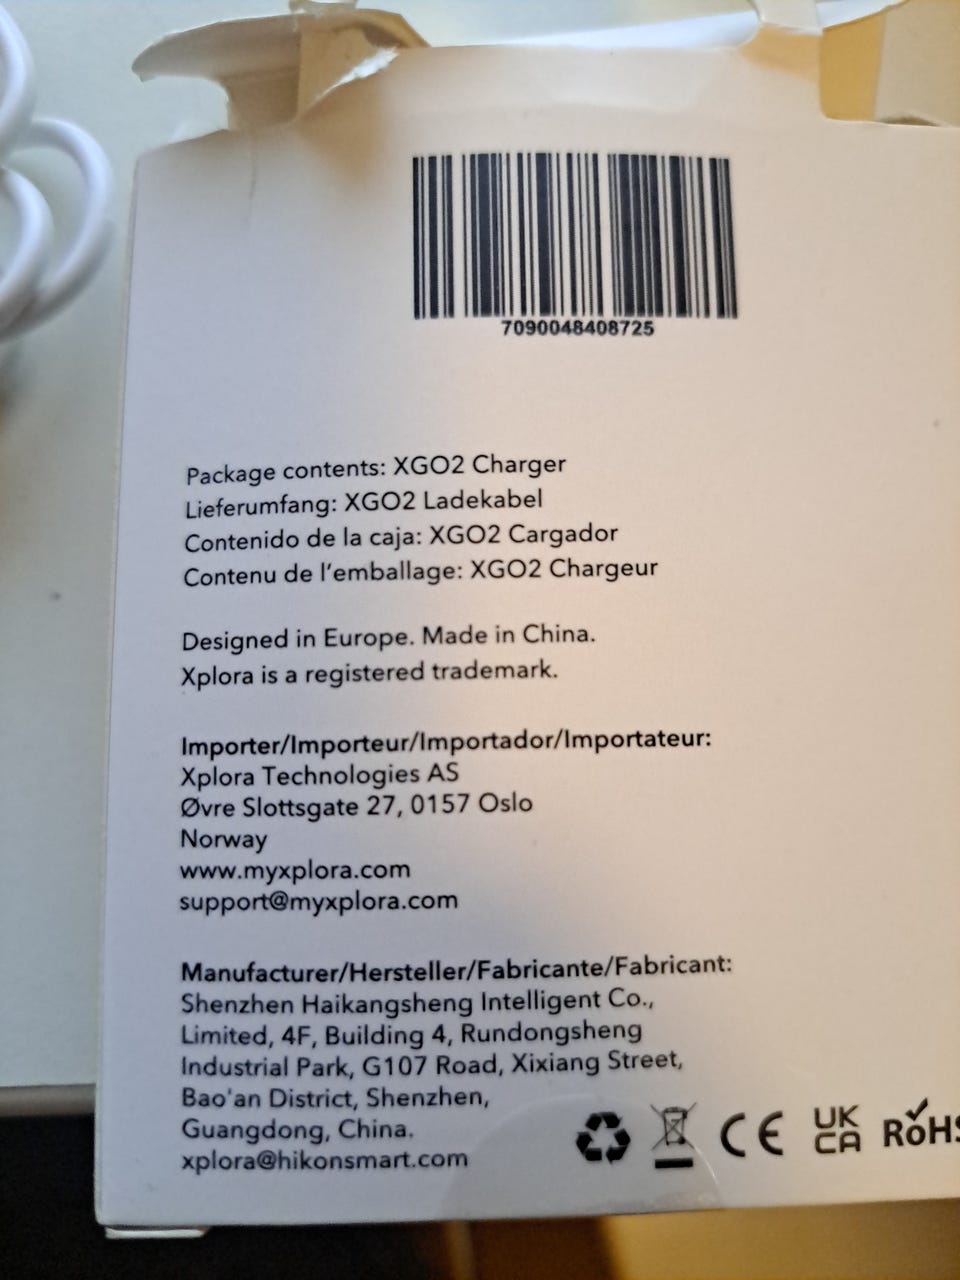 7090048408725
Package contents: XGO2 Charger
Lieferumfang: XGO2 Ladekabel
Contenido de la caja: XGO2 Cargador
Contenu de l'emballage: XGO2 Chargeur
Designed in Europe. Made in China.
Xplora is a registered trademark.
Importer/Importeur/Importador/Importateur:
Xplora Technologies AS
Øvre Slottsgate 27, 0157 Oslo
Norway
www.myxplora.com
support@myxplora.com
Manufacturer/Hersteller/Fabricante/Fabricant:
Shenzhen Haikangsheng Intelligent Co.,
Limited, 4F, Building 4, Rundongsheng
Industrial Park, G107 Road, Xixiang Street,
Bao'an District, Shenzhen,
Guangdong, China.
xplora@hikonsmart.com
CE UK CA RoHS